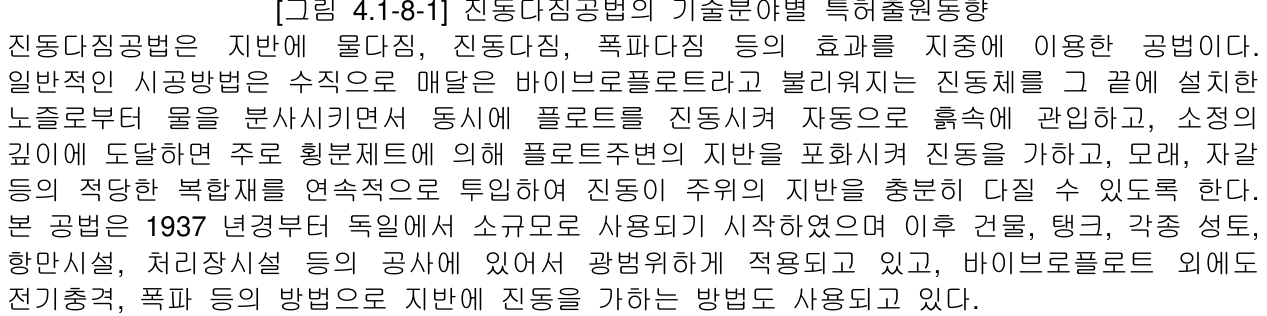 [그림 4.1-8-1] 진동다짐공법의 기술분야별 특허출원동향
진동다짐공법은 지반에 물다짐, 진동다짐, 폭파다짐 등의 효과를 지중에 이용한 공법이다.
일반적인 시공방법은 수직으로 매달은 바이브로플로트라고 불리워지는 진동체를 그 끝에 설치한
노즐로부터 물을 분사시키면서 동시에 플로트를 진동시켜 자동으로 흙속에 관입하고, 소정의
깊이에 도달하면 주로 횡분제트에 의해 플로트주변의 지반을 포화시켜 진동을 가하고, 모래, 자갈
등의 적당한 복합재를 연속적으로 투입하여 진동이 주위의 지반을 충분히 다질 수 있도록 한다.
본 공법은 1937 년경부터 독일에서 소규모로 사용되기 시작하였으며 이후 건물, 탱크, 각종 성토,
항만시설, 처리장시설 등의 공사에 있어서 광범위하게 적용되고 있고, 바이브로플로트 외에도
전기충격, 폭파 등의 방법으로 지반에 진동을 가하는 방법도 사용되고 있다.